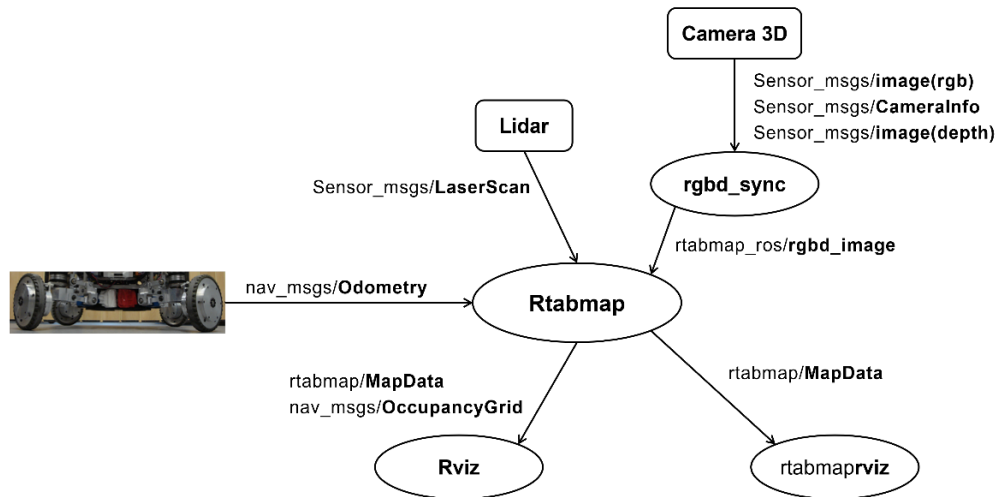 Camera 3D
Sensor_msgs/image(rgb)
Sensor_msgs/CameraInfo
Sensor_msgs/image(depth)
Lidar
Sensor_msgs/LaserScan
rgbd_sync
rtabmap_ros/rgbd_image
nav_msgs/Odometry
Rtabmap
rtabmap/MapData
nav_msgs/OccupancyGrid
rtabmap/MapData
Rviz
rtabmaprviz